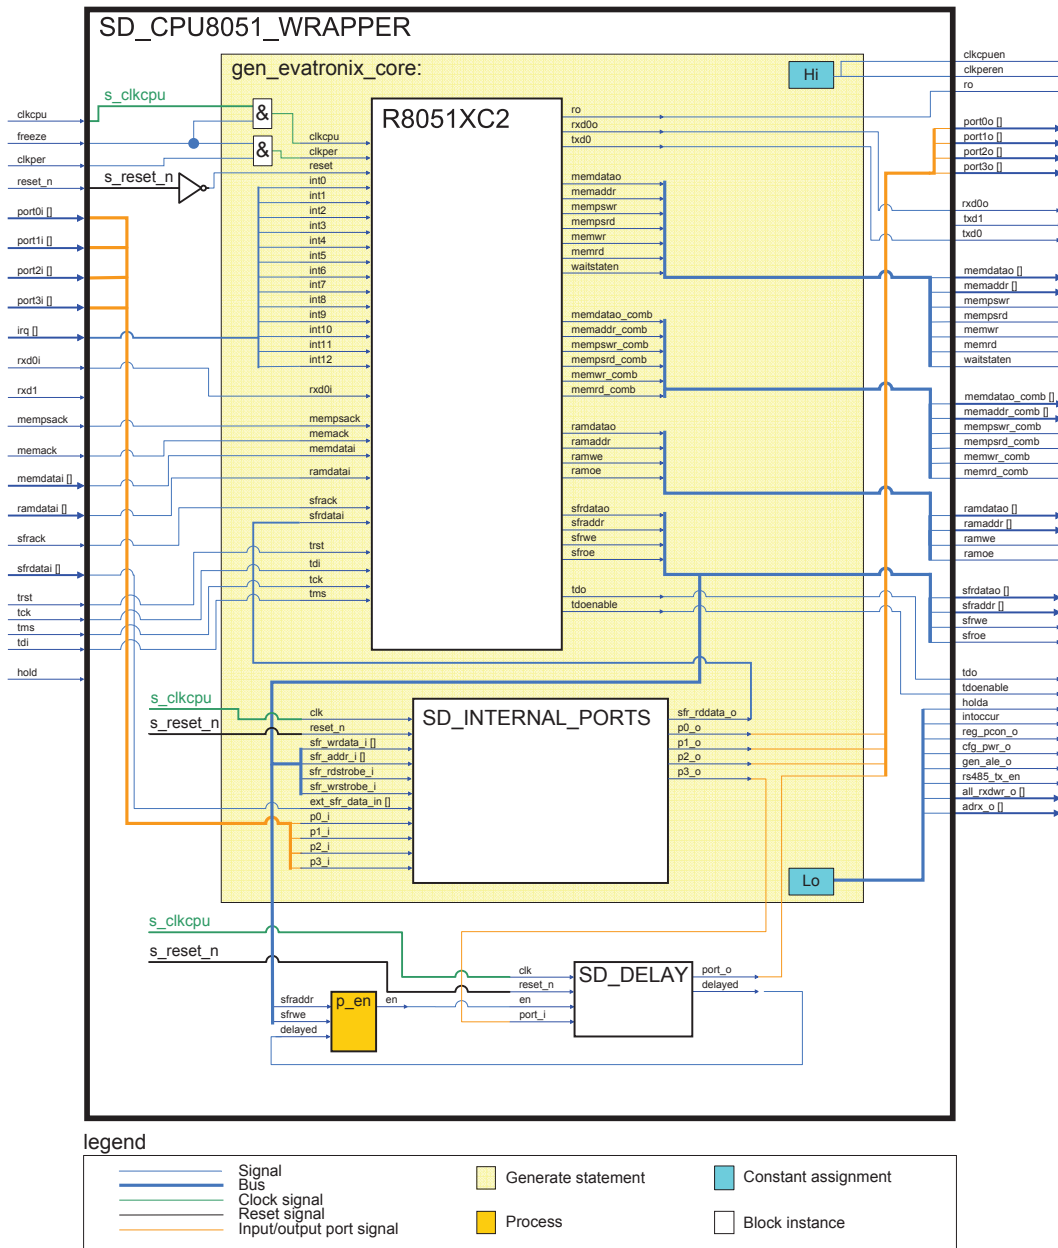 SD_CPU8051_WRAPPER
gen_evatronix_core:
Hi
clkcpuen
clkperen
ro
s_clkcpu
&
&
s_reset_n
clkcpu
freeze
clkper
reset_n
port0i []
port1i []
port2i []
port3i []
irq []
rxd0i
rxd1
mempsack
memack
memdatai []
ramdatai []
sfrack
sfrdatai []
trst
tck
tms
tdi
hold
R8051XC2
clkcpu
clkper
reset
int0
int1
int2
int3
int4
int5
int6
int7
int8
int9
int10
int11
int12
rxd0i
mempsack
memack
memdatai
ramdatai
sfrack
sfrdatai
trst
tdi
tck
tms
ro
rxd0o
txd0
memdatao
memaddr
mempswr
mempsrd
memwr
memrd
waitstaten
memdatao_comb
memaddr_comb
mempswr_comb
mempsrd_comb
memwr_comb
memrd_comb
ramdatao
ramaddr
ramwe
ramoe
sfrdatao
sfraddr
sfrwe
sfroe
tdo
tdoenable
port0o []
port1o []
port2o []
port3o []
rxd0o
txd1
txd0
memdatao []
memaddr []
mempswr
mempsrd
memwr
memrd
waitstaten
memdatao_comb []
memaddr_comb []
mempswr_comb
mempsrd_comb
memwr_comb
memrd_comb
ramdatao []
ramaddr []
ramwe
ramoe
sfrdatao []
sfraddr []
sfrwe
sfroe
tdo
tdoenable
holda
intoccur
reg_pcon_o
cfg_pwr_o
gen_ale_o
rs485_tx_en
all_rxdwr_o []
adrx_o []
s_clkcpu
s_reset_n
SD_INTERNAL_PORTS
clk
reset_n
sfr_wrdata_i []
sfr_addr_i []
sfr_rdstrobe_i
sfr_wrstrobe_i
ext_sfr_data_in []
p0_i
p1_i
p2_i
p3_i
sfr_rddata_o
p0_o
p1_o
p2_o
p3_o
Lo
s_clkcpu
s_reset_n
sfraddr
sfrwe
delayed
p_en
en
clk
reset_n
en
port_i
SD_DELAY
port_o
delayed
legend
Signal
Bus
Clock signal
Reset signal
Input/output port signal
Generate statement
Process
Constant assignment
Block instance